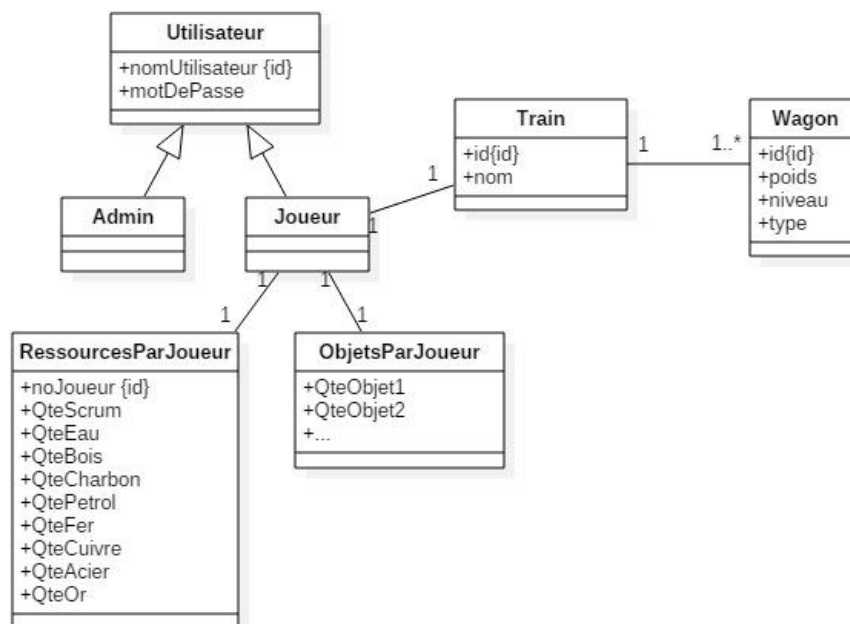 Utilisateur
+nomUtilisateur {id}
+motDePasse
Admin
Joueur
Train
+id{id}
+nom
Wagon
+id{id}
+poids
+niveau
+type
1
1
1
1..*
1
1
1
1
RessourcesParJoueur
+noJoueur {id}
+QteScrum
+QteEau
+QteBois
+QteCharbon
+QtePetrol
+QteFer
+QteCuivre
+QteAcier
+QteOr
ObjetsParJoueur
+QteObjet1
+QteObjet2
+...